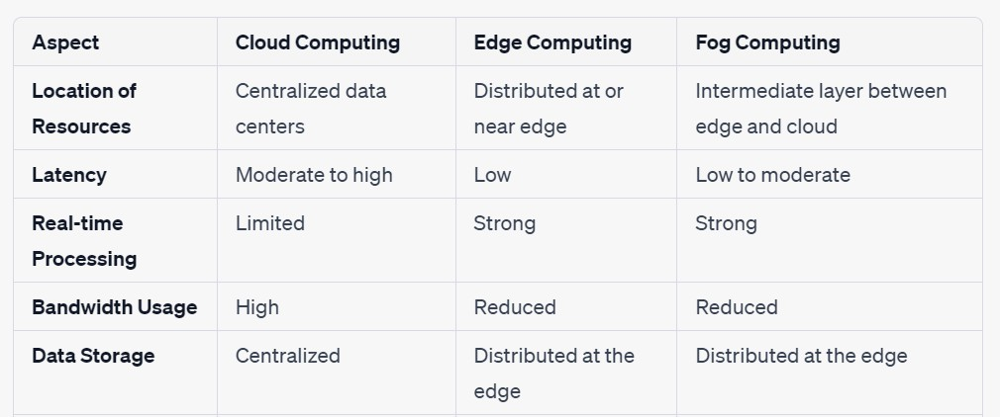 Aspect Cloud Computing Edge Computing Fog Computing
Location of Centralized data Distributed at or Intermediate layer between
Resources centers near edge edge and cloud
Latency Moderate to high Low Low to moderate
Real-time Limited Strong Strong
Processing
Bandwidth Usage High Reduced Reduced
Data Storage Centralized Distributed at the Distributed at the edge
edge